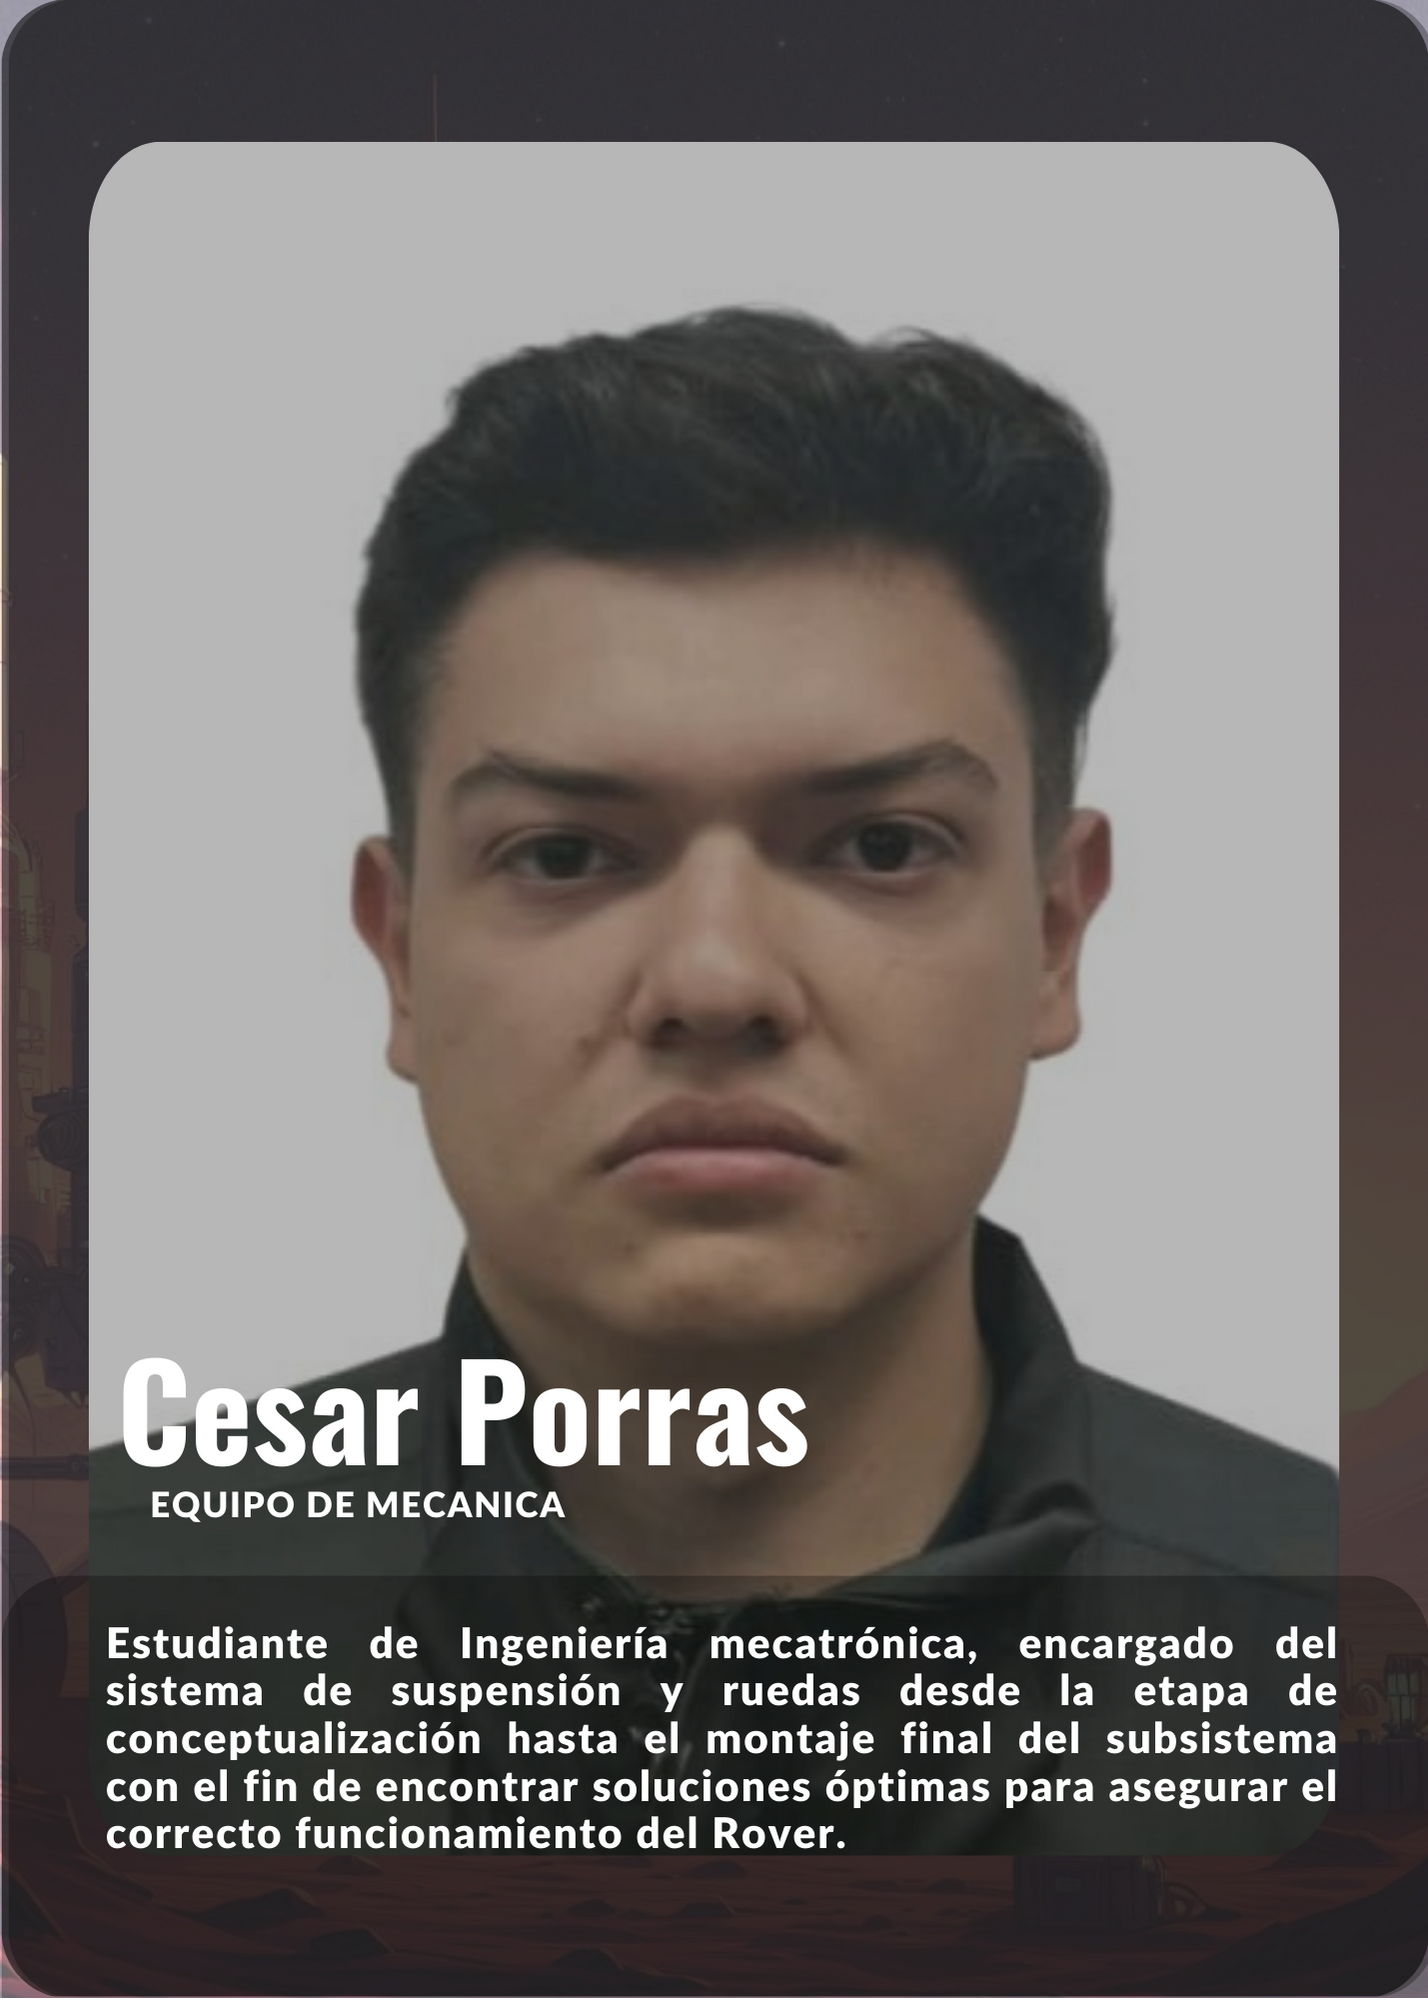 Cesar Porras
EQUIPO DE MECANICA
Estudiante de Ingeniería mecatrónica, encargado del
sistema de suspensión y ruedas desde la etapa de
conceptualización hasta el montaje final del subsistema
con el fin de encontrar soluciones óptimas para asegurar el
correcto funcionamiento del Rover.